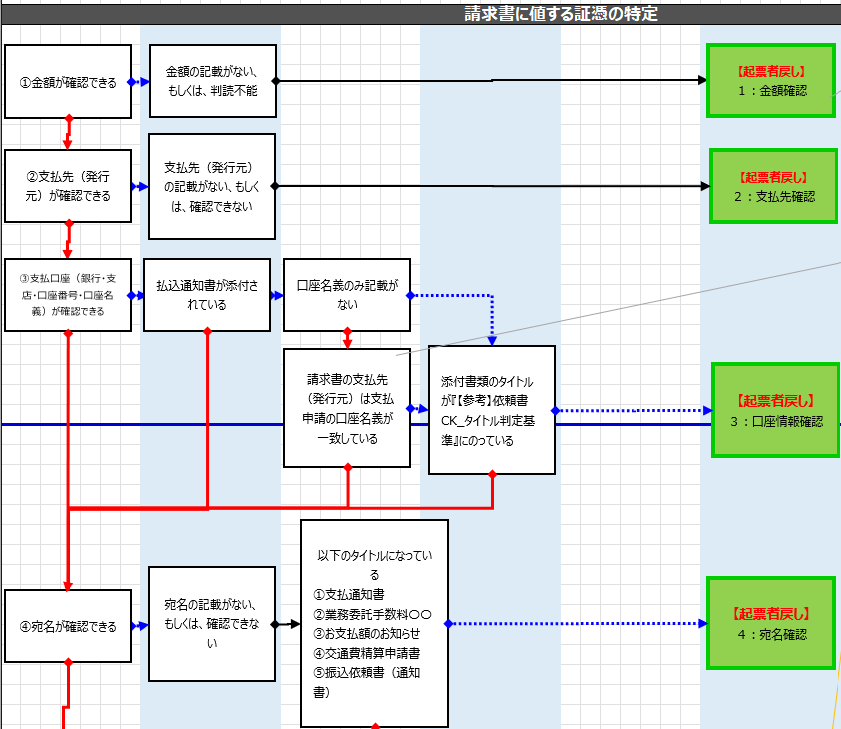 請求書に値する証憑の特定
①金額が確認できる
金額の記載がない、
もしくは、判読不能
【起票者戻し】
1：金額確認
②支払先（発行
元）が確認できる
支払先（発行元）
の記載がない、もしく
は、確認できない
【起票者戻し】
2：支払先確認
③支払口座（銀行・支
店・口座番号・口座名
義）が確認できる
払込通知書が添付さ
れている
口座名義のみ記載が
ない
請求書の支払先
（発行元）は支払
申請の口座名義が
一致している
添付書類のタイトル
が『【参考】依頼書
CK_タイトル判定基
準』にのっている
【起票者戻し】
3：口座情報確認
④宛名が確認できる
宛名の記載がない、
もしくは、確認できな
い
以下のタイトルになってい
る
①支払通知書
②業務委託手数料〇〇
③お支払額のお知らせ
④交通費精算申請書
⑤振込依頼書（通知
書）
【起票者戻し】
4：宛名確認